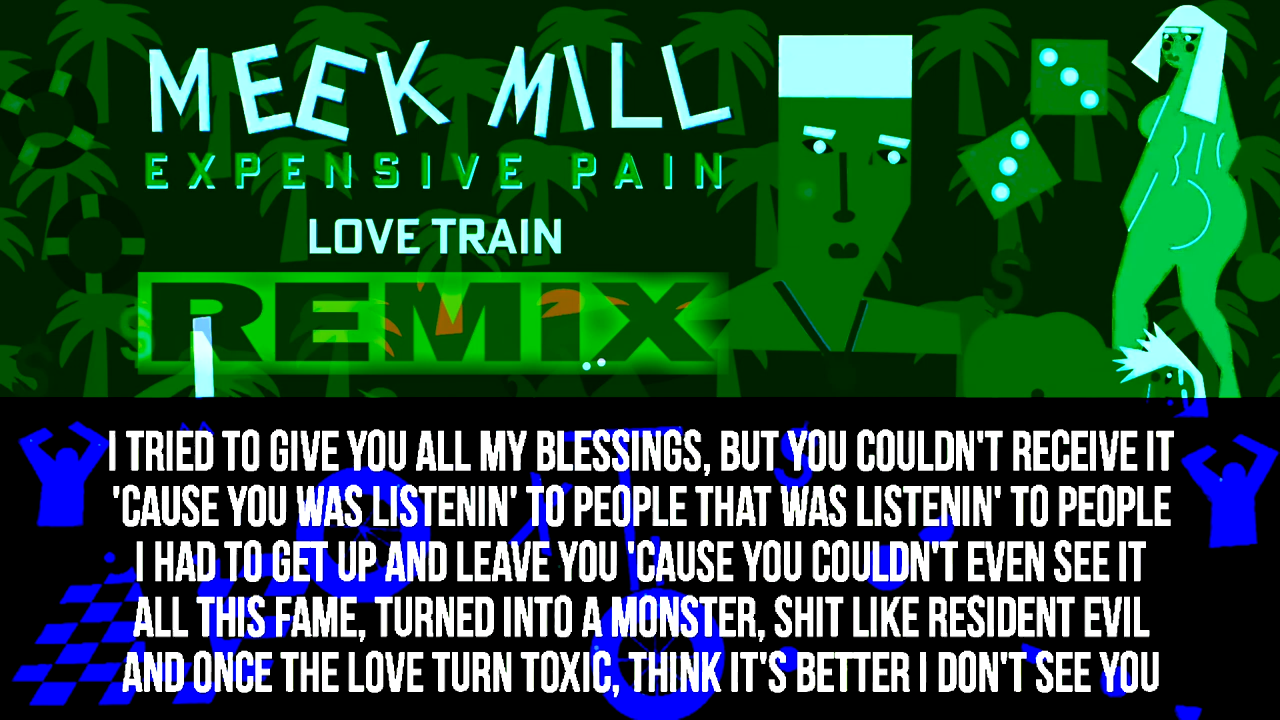 MEEK MILL
EXPENSIVE PAIN
LOVE TRAIN
REMIX
I TRIED TO GIVE YOU ALL MY BLESSINGS, BUT YOU COULDN'T RECEIVE IT
'CAUSE YOU WAS LISTENIN' TO PEOPLE THAT WAS LISTENIN' TO PEOPLE
I HAD TO GET UP AND LEAVE YOU 'CAUSE YOU COULDN'T EVEN SEE IT
ALL THIS FAME, TURNED INTO A MONSTER, SHIT LIKE RESIDENT EVIL
AND ONCE THE LOVE TURN TOXIC, THINK IT'S BETTER I DON'T SEE YOU